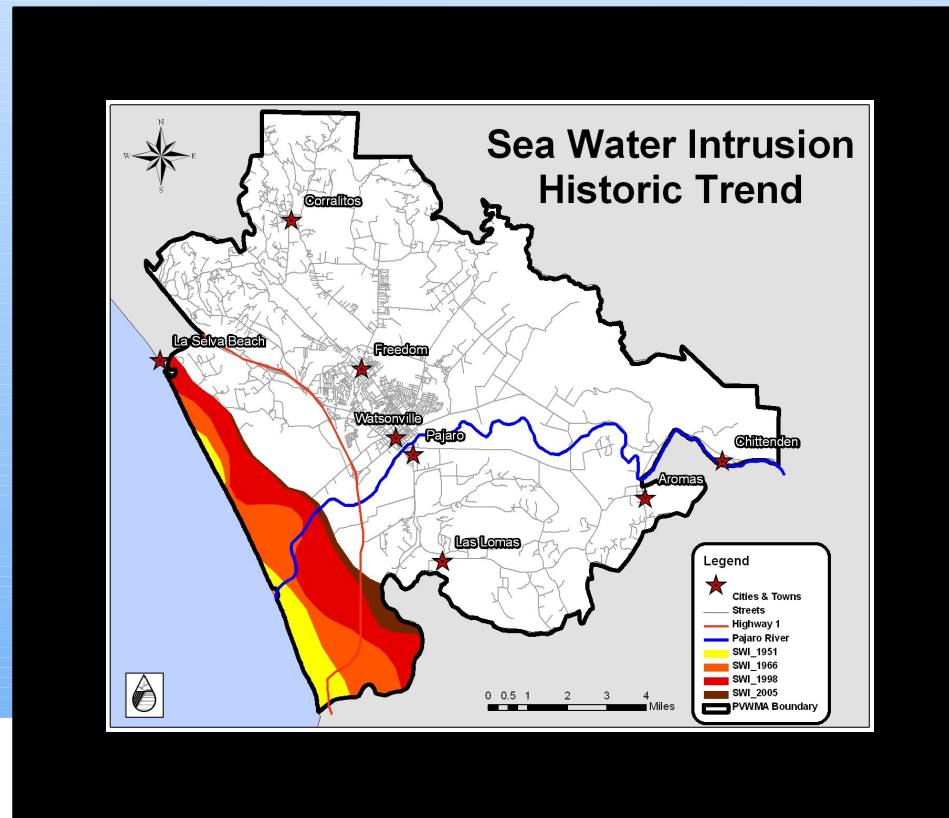 Sea Water Intrusion
Historic Trend
N
W E
S
Corralitos
La Selva Beach
Freedom
Watsonville
Pajaro
Chittenden
Aromas
Las Lomas
Legend
Cities & Towns
Streets
Highway 1
Pajaro River
SWI_1951
SWI_1966
SWI_1998
SWI_2005
PVWMA Boundary
0 0.5 1 2 3 4
Miles